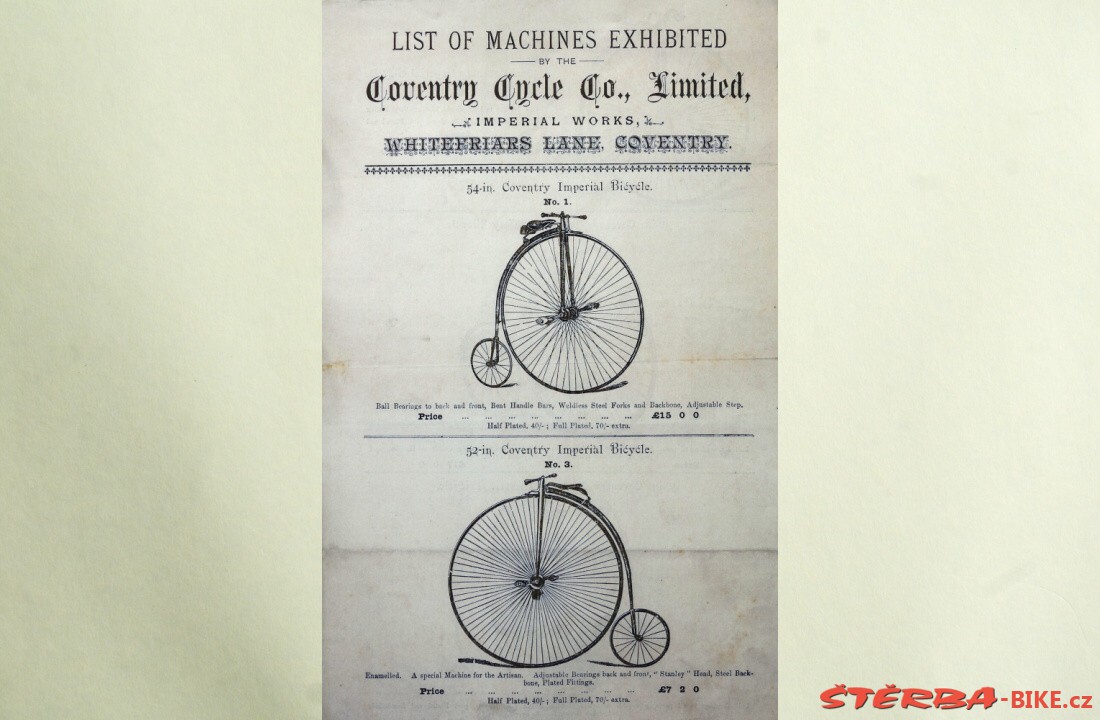 LIST OF MACHINES EXHIBITED
BY THE
Coventry Cycle Co., Limited,
IMPERIAL WORKS,
WHITEFRIARS LANE, COVENTRY.
54-in. Coventry Imperial Bicycle.
No. 1.
Ball Bearings to back and front, Bent Handle Bars, Weldless Steel Forks and Backbone, Adjustable Step.
Price ... ... ... ... ... ... ... ... £15 0 0
Half Plated, 40/- ; Full Plated, 70/- extra.
52-in. Coventry Imperial Bicycle.
No. 3.
Enamelled. A special Machine for the Artisan. Adjustable Bearings back and front, "Stanley" Head, Steel Back-
bone, Plated Fittings.
Price ... ... ... ... ... ... ... ... £7 2 0
Half Plated, 40/- ; Full Plated, 70/- extra.
ŠTĚRBA-BIKE.cz